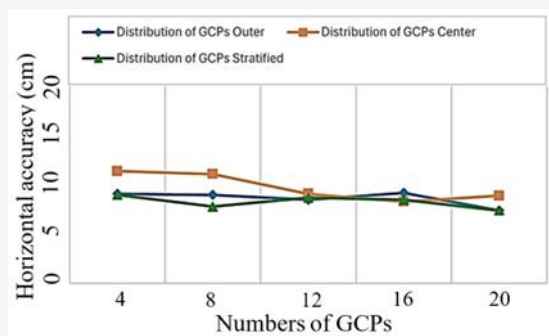 Distribution of GCPs Outer
Distribution of GCPs Center
Distribution of GCPs Stratified
Horizontal accuracy (cm)
20
15
10
5
0
4 8 12 16 20
Numbers of GCPs